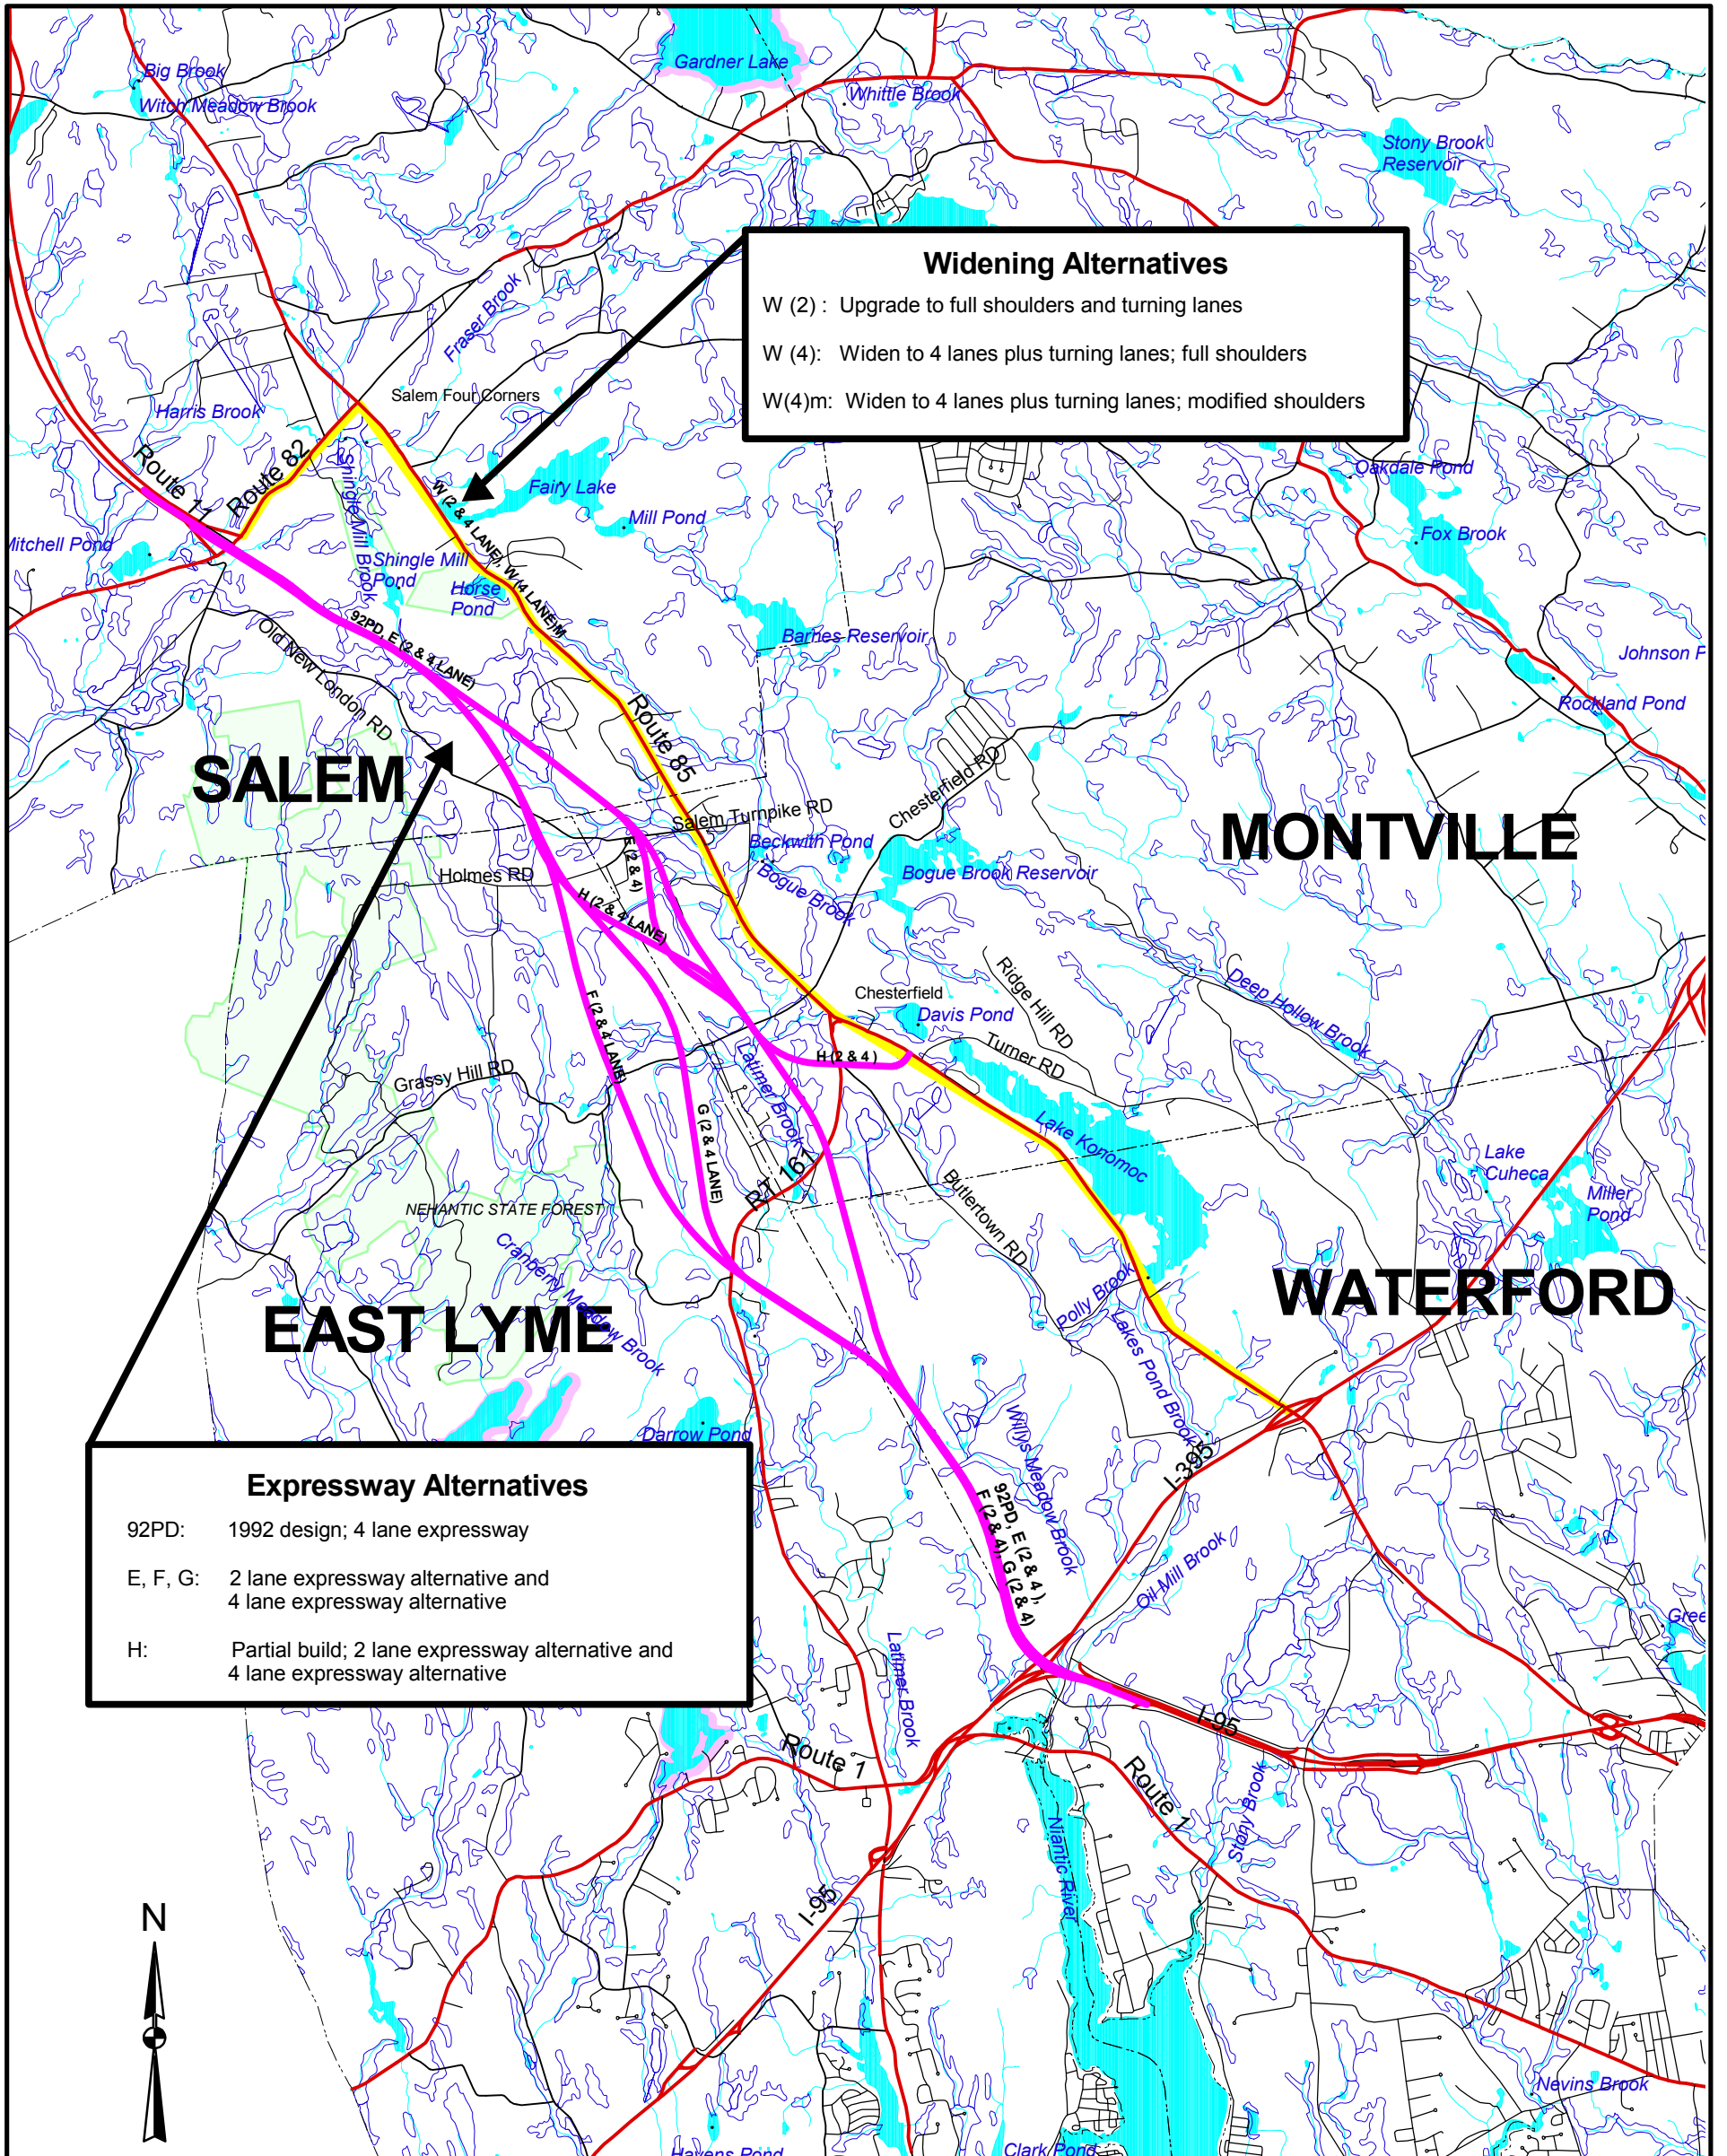 Gardner Lake
Big Brook
Witch Meadow Brook
Whittle Brook
Stony Brook
Reservoir
Widening Alternatives
W (2) : Upgrade to full shoulders and turning lanes
W (4): Widen to 4 lanes plus turning lanes; full shoulders
W(4)m: Widen to 4 lanes plus turning lanes; modified shoulders
Fraser Brook
Salem Four Corners
Harris Brook
Route 11
Route 82
Shingle Mill Brook
W (2 & 4 LANE), W (4 LANE)M
Fairy Lake
Mill Pond
Oakdale Pond
Fox Brook
Mitchell Pond
Shingle Mill
Pond
Horse
Pond
92PD, E (2 & 4 LANE)
Old New London RD
Barnes Reservoir
Johnson P
Rockland Pond
Route 85
SALEM
Chesterfield RD
Salem Turnpike RD
MONTVILLE
Beckwith Pond
E (2 & 4)
Holmes RD
Bogue Brook
Bogue Brook Reservoir
H (2 & 4 LANE)
Ridge Hill RD
Deep Hollow Brook
F (2 & 4 LANE)
Chesterfield
Davis Pond
Turner RD
Latimer Brook
H (2 & 4 )
Grassy Hill RD
G (2 & 4 LANE)
Lake Konomoc
RT 161
Butlertown RD
Lake
Cuheca
Miller
Pond
NEHANTIC STATE FOREST
Cranberry Meadow Brook
Polly Brook
WATERFORD
EAST LYME
Lakes Pond Brook
Darrow Pond
Willys Meadow Brook
I-395
Expressway Alternatives
92PD: 1992 design; 4 lane expressway
E, F, G: 2 lane expressway alternative and
4 lane expressway alternative
H: Partial build; 2 lane expressway alternative and
4 lane expressway alternative
92PD, E (2 & 4),
F (2 & 4), G (2 & 4)
Oil Mill Brook
Gree
Latimer Brook
I-95
Route 1
Route 1
Stony Brook
Niantic River
I-95
N
Nevins Brook
Havens Pond
Clark Pond